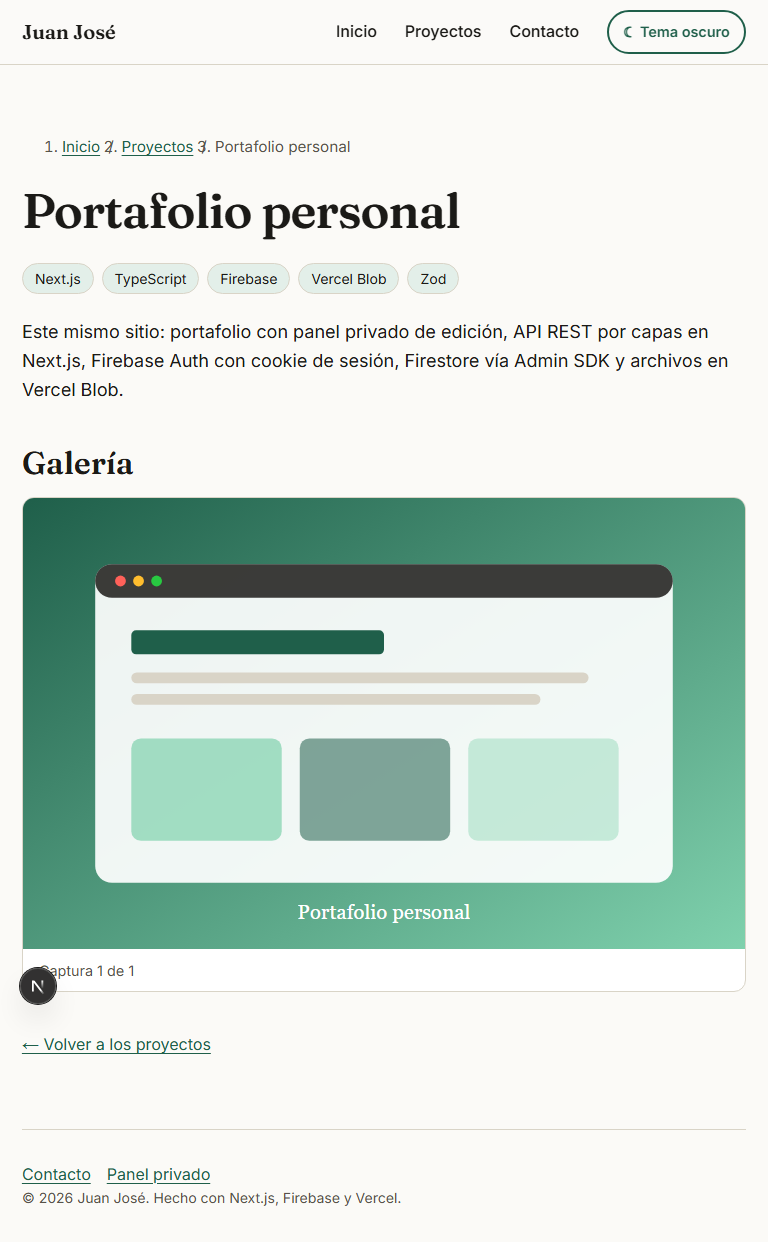 Juan José
Inicio Proyectos Contacto ☾ Tema oscuro
1. Inicio 2. / Proyectos 3. / Portafolio personal
Portafolio personal
Next.js TypeScript Firebase Vercel Blob Zod
Este mismo sitio: portafolio con panel privado de edición, API REST por capas en
Next.js, Firebase Auth con cookie de sesión, Firestore vía Admin SDK y archivos en
Vercel Blob.
Galería
Portafolio personal
Captura 1 de 1
N
← Volver a los proyectos
Contacto Panel privado
© 2026 Juan José. Hecho con Next.js, Firebase y Vercel.